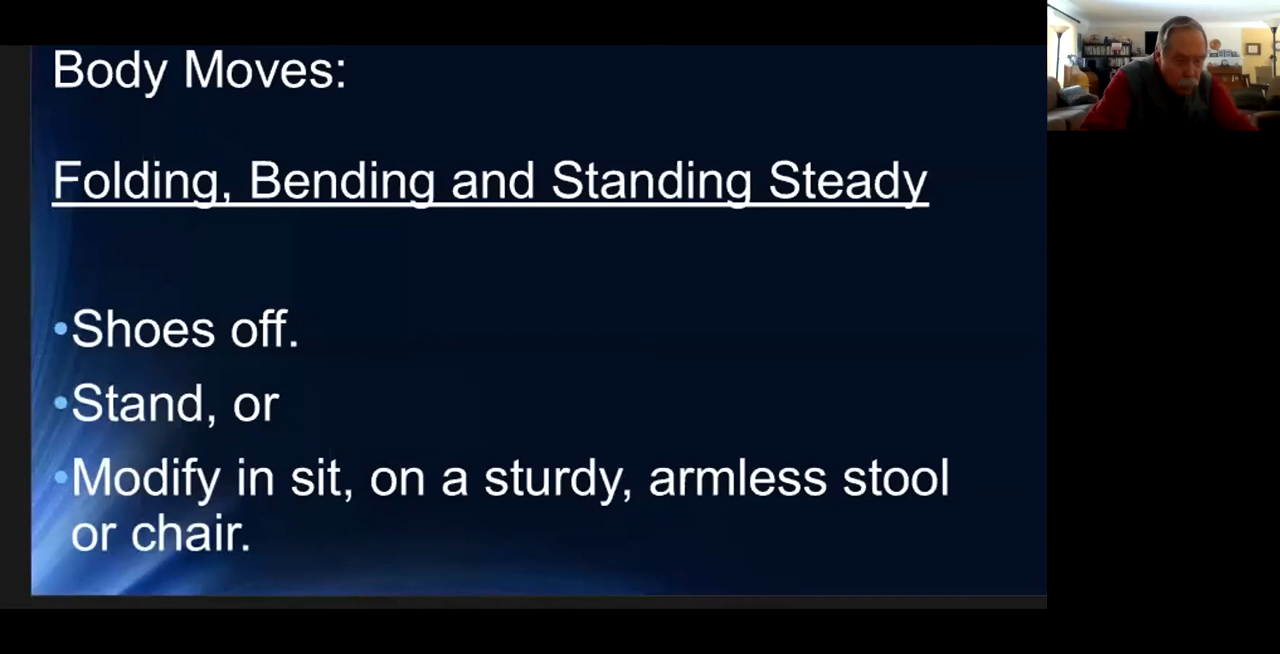 Body Moves:
Folding, Bending and Standing Steady
•Shoes off.
•Stand, or
•Modify in sit, on a sturdy, armless stool
or chair.